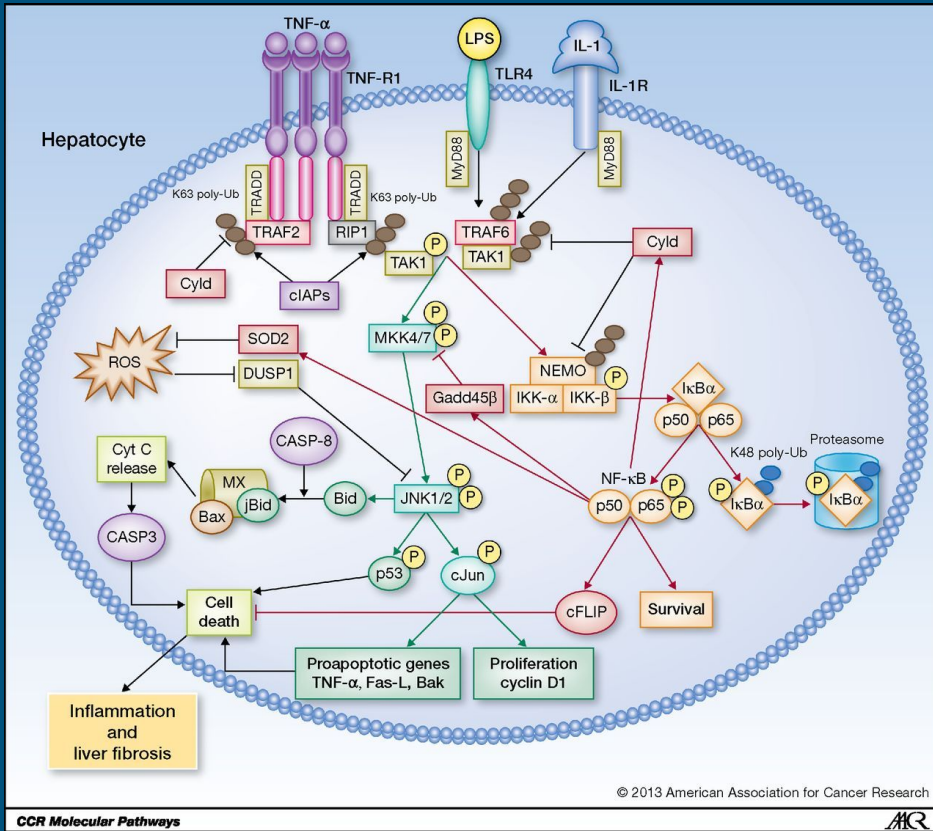 TNF-α
TNF-R1
LPS
TLR4
IL-1
IL-1R
Hepatocyte
MyD88
MyD88
K63 poly-Ub
TRADD
TRADD
K63 poly-Ub
TRAF2
RIP1
TRAF6
TAK1
P
TAK1
Cyld
Cyld
cIAPs
SOD2
ROS
DUSP1
MKK4/7
P
P
NEMO
IKK-α
IKK-β
P
Gadd45β
IκBα
p50
p65
K48 poly-Ub
Proteasome
P
IκBα
P
IκBα
NF-κB
p50
p65
P
P
CASP-8
Cyt C
release
MX
Bax
jBid
Bid
JNK1/2
P
P
CASP3
p53
P
cJun
P
Cell
death
cFLIP
Survival
Proapoptotic genes
TNF-α, Fas-L, Bak
Proliferation
cyclin D1
Inflammation
and
liver fibrosis
© 2013 American Association for Cancer Research
CCR Molecular Pathways
AACR